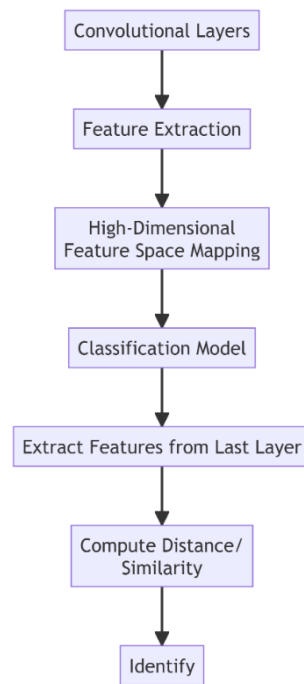 Convolutional Layers
Feature Extraction
High-Dimensional
Feature Space Mapping
Classification Model
Extract Features from Last Layer
Compute Distance/
Similarity
Identify